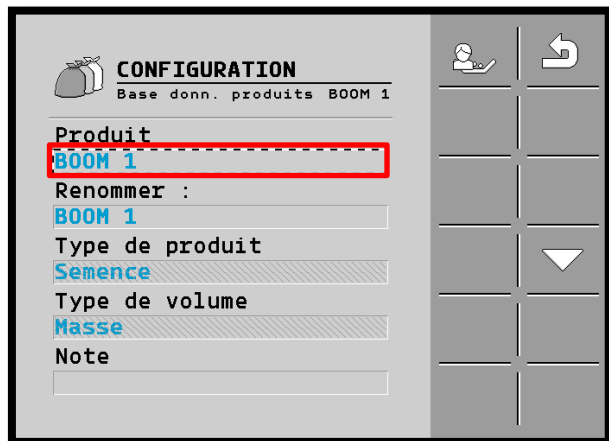 CONFIGURATION
Base donn. produits BOOM 1
Produit
BOOM 1
Renommer :
BOOM 1
Type de produit
Semence
Type de volume
Masse
Note